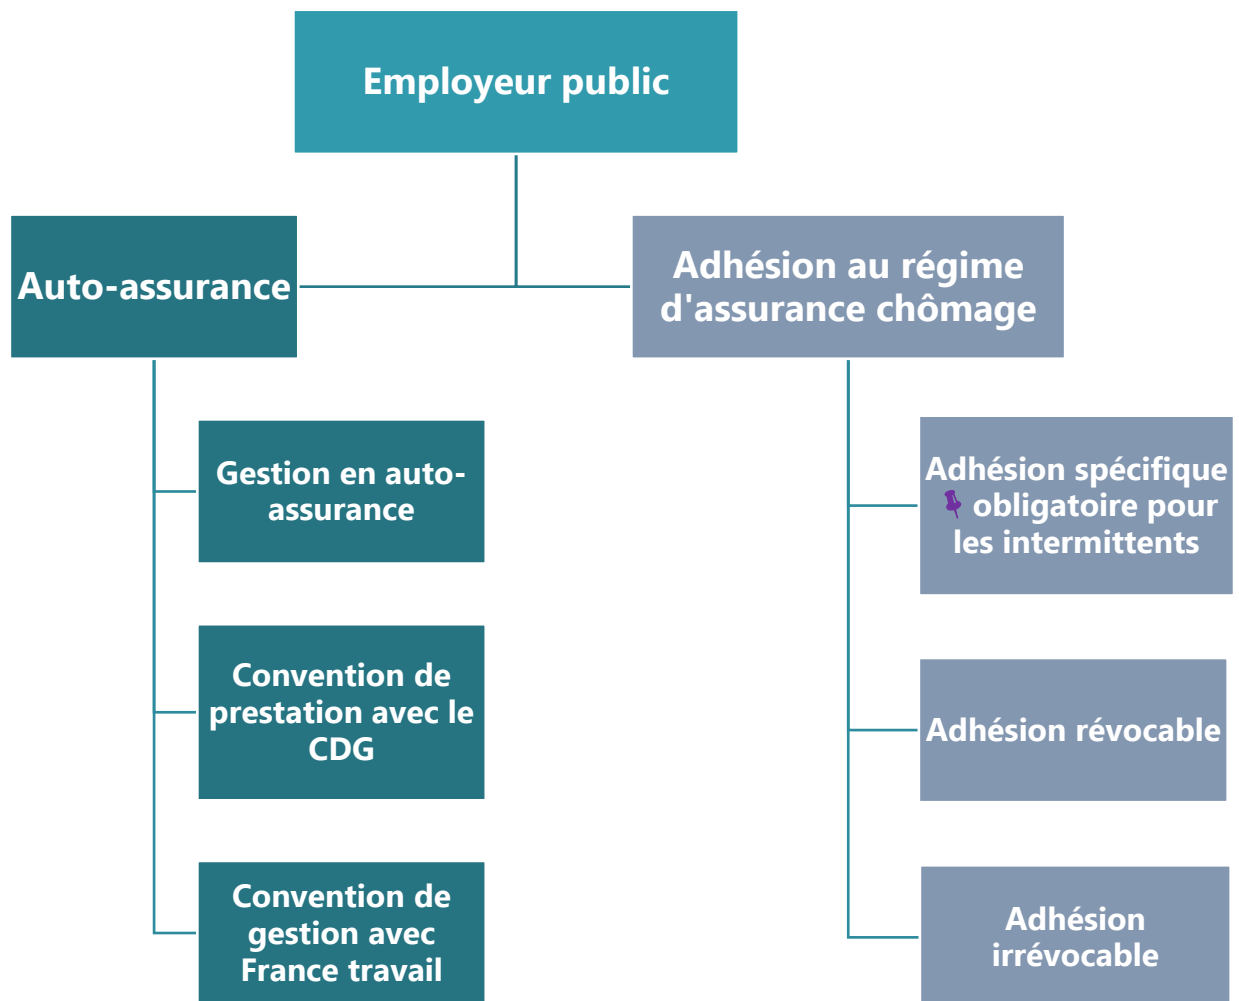 Employeur public
Auto-assurance
Adhésion au régime
d'assurance chômage
Gestion en auto-
assurance
Convention de
prestation avec le
CDG
Convention de
gestion avec
France travail
Adhésion spécifique
obligatoire pour
les intermittents
Adhésion révocable
Adhésion
irrévocable